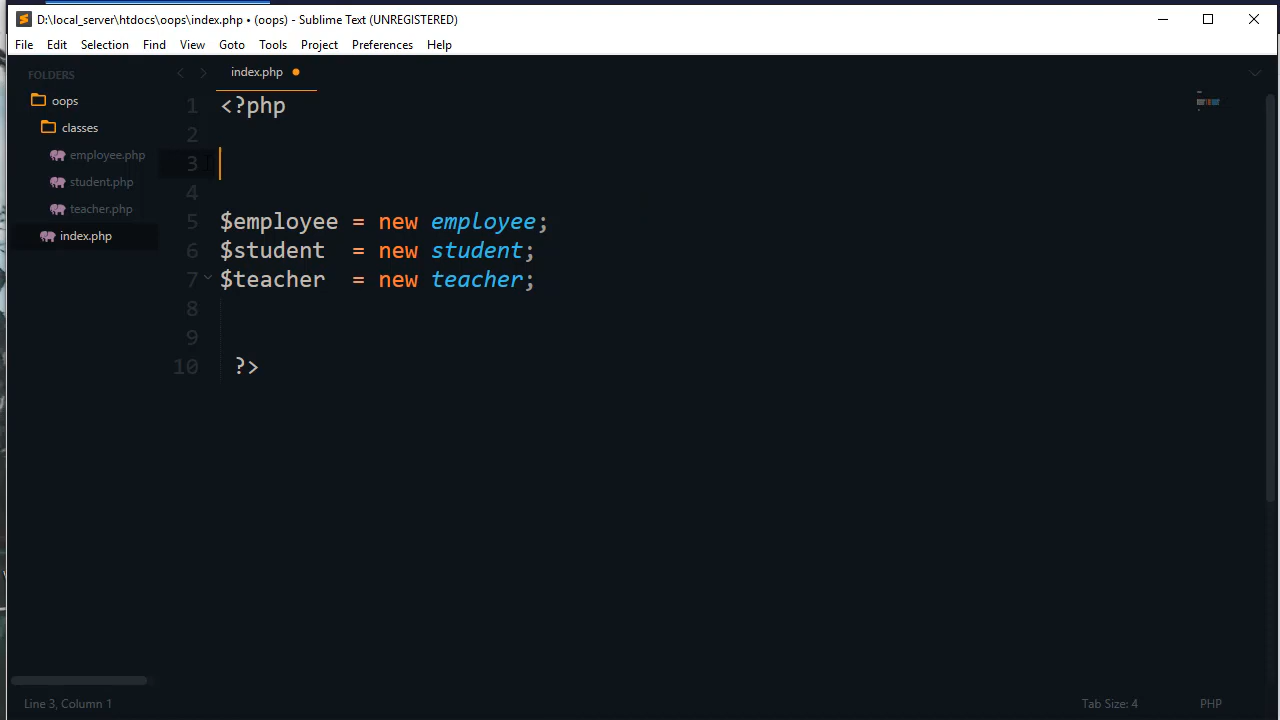 D:\local_server\htdocs\oops\index.php • (oops) - Sublime Text (UNREGISTERED)
File Edit Selection Find View Goto Tools Project Preferences Help
FOLDERS
oops
classes
employee.php
student.php
teacher.php
index.php
index.php
1 <?php
2
3
4
5 $employee = new employee;
6 $student  = new student;
7 $teacher  = new teacher;
8
9
10 ?>
Line 3, Column 1
Tab Size: 4
PHP